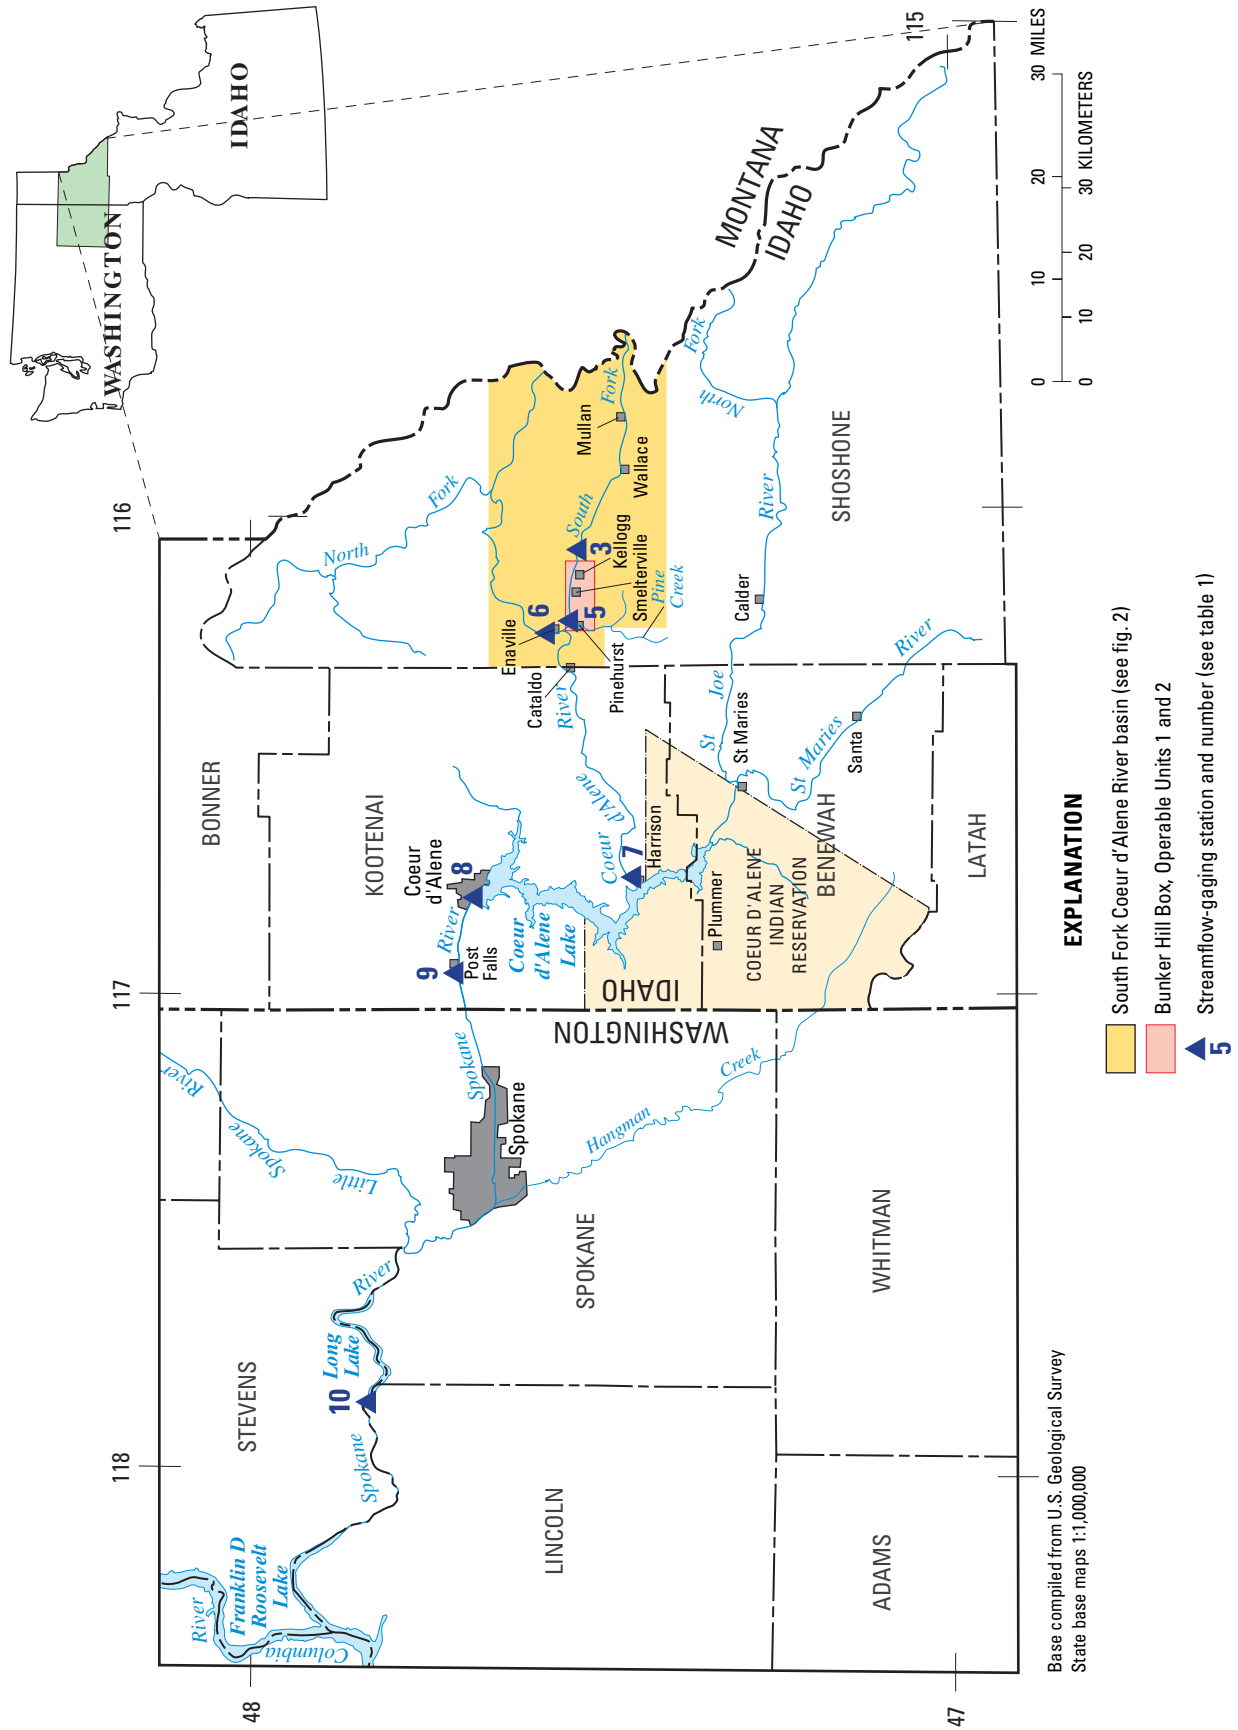 WASHINGTON
IDAHO
118
117
116
115
48
47
Franklin D
Roosevelt
Lake
River
Columbia
STEVENS
Spokane
10
Long
Lake
River
Little
Spokane
River
LINCOLN
ADAMS
SPOKANE
WHITMAN
Spokane
Spokane
Hangman
Creek
WASHINGTON
IDAHO
BONNER
KOOTENAI
9
Post
Falls
River
8
Coeur
d'Alene
Coeur
d'Alene
Lake
7
Harrison
Coeur
d'Alene
River
Plummer
COEUR D'ALENE
INDIAN
RESERVATION
BENEWAH
LATAH
St Maries
St
Joe
River
St
Maries
River
Santa
Calder
SHOSHONE
North
Fork
North
Fork
Cataldo
Enaville
6
Pinehurst
5
Smelterville
Kellogg
3
Pine
Creek
South
Fork
Wallace
Mullan
MONTANA
IDAHO
0 10 20 30 MILES
0 10 20 30 KILOMETERS
Base compiled from U.S. Geological Survey
State base maps 1:1,000,000
EXPLANATION
South Fork Coeur d'Alene River basin (see fig. 2)
Bunker Hill Box, Operable Units 1 and 2
5
Streamflow-gaging station and number (see table 1)